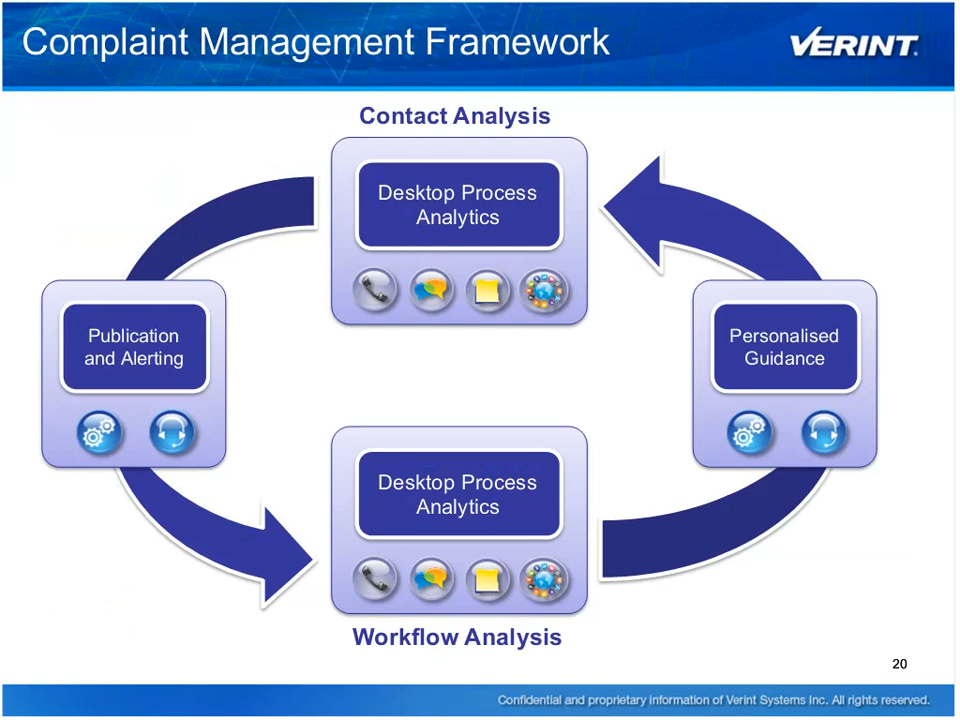 Complaint Management Framework
VERINT.
Contact Analysis
Desktop Process
Analytics
Publication
and Alerting
Personalised
Guidance
Desktop Process
Analytics
Workflow Analysis
20
Confidential and proprietary information of Verint Systems Inc. All rights reserved.